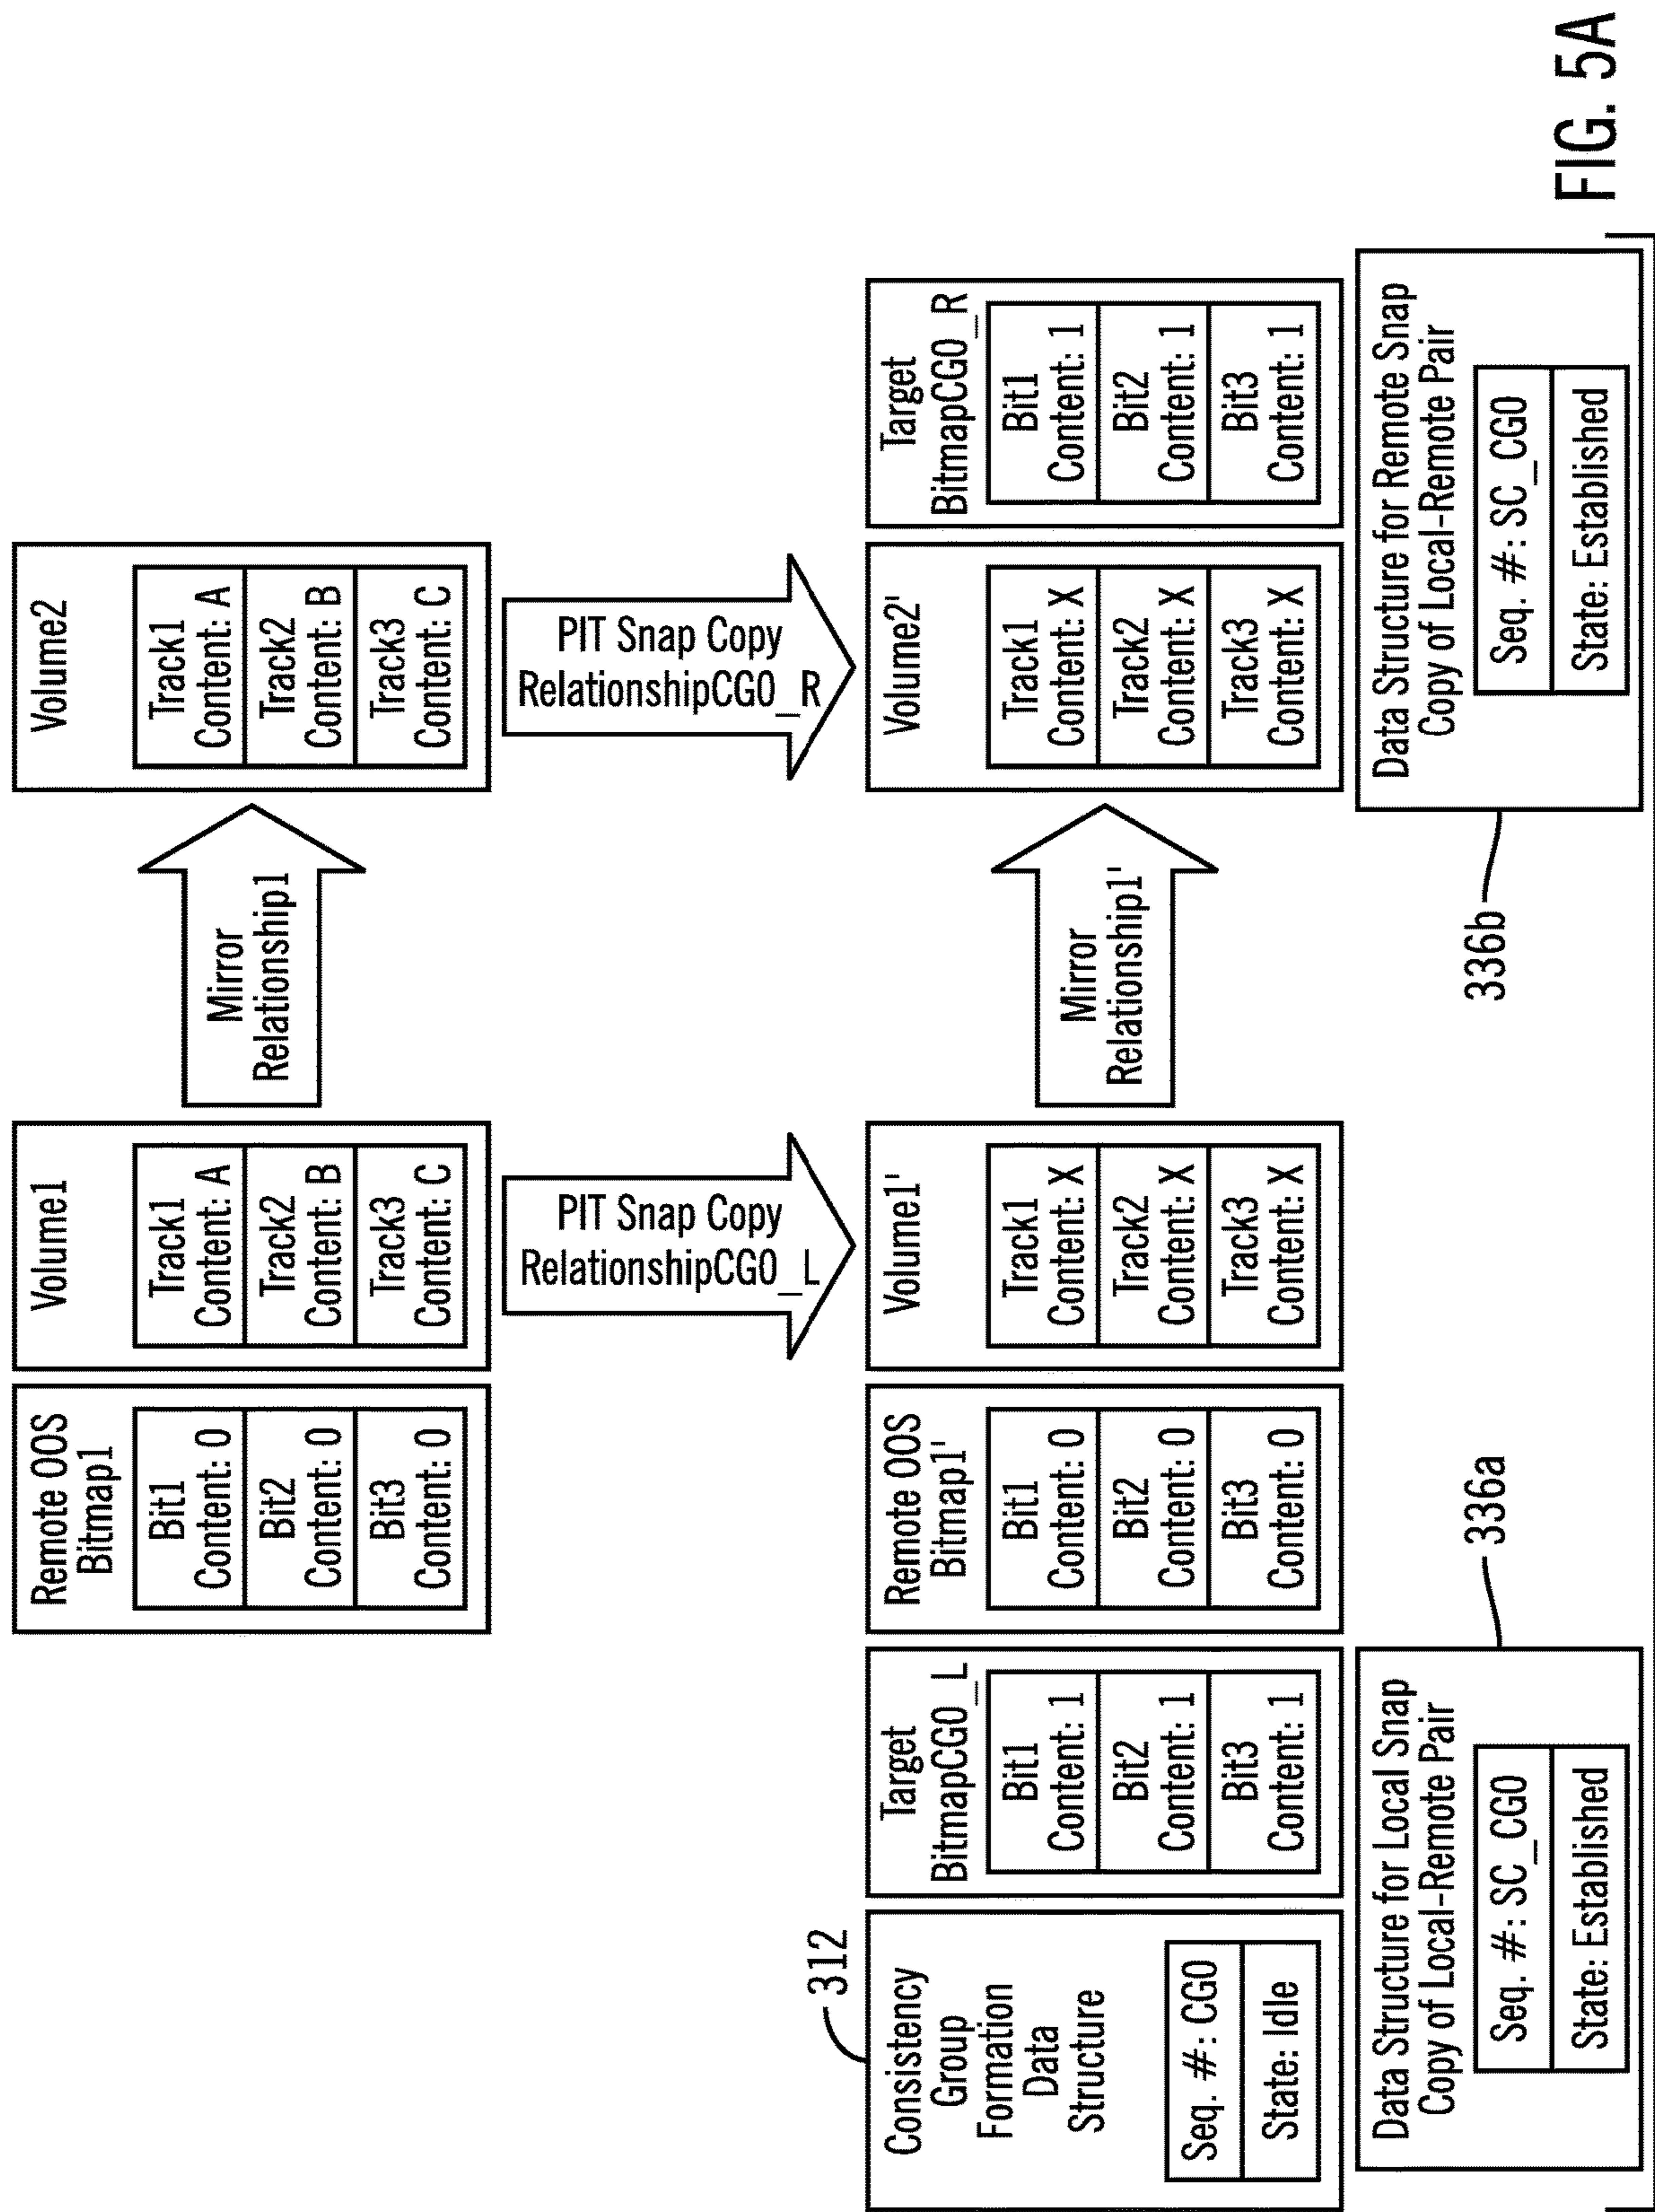 Remote OOS
Bitmap1
Bit1
Content: 0
Bit2
Content: 0
Bit3
Content: 0
Volume1
Track1
Content: A
Track2
Content: B
Track3
Content: C
Mirror
Relationship1
Volume2
Track1
Content: A
Track2
Content: B
Track3
Content: C
PIT Snap Copy
RelationshipCG0_L
PIT Snap Copy
RelationshipCG0_R
312
Consistency
Group
Formation
Data
Structure
Seq. #: CG0
State: Idle
Target
BitmapCG0_L
Bit1
Content: 1
Bit2
Content: 1
Bit3
Content: 1
Remote OOS
Bitmap1'
Bit1
Content: 0
Bit2
Content: 0
Bit3
Content: 0
Volume1'
Track1
Content: X
Track2
Content: X
Track3
Content: X
Mirror
Relationship1'
Volume2'
Track1
Content: X
Track2
Content: X
Track3
Content: X
Target
BitmapCG0_R
Bit1
Content: 1
Bit2
Content: 1
Bit3
Content: 1
Data Structure for Local Snap
Copy of Local-Remote Pair
Seq. #: SC_CG0
State: Established
336a
336b
Data Structure for Remote Snap
Copy of Local-Remote Pair
Seq. #: SC_CG0
State: Established
FIG. 5A